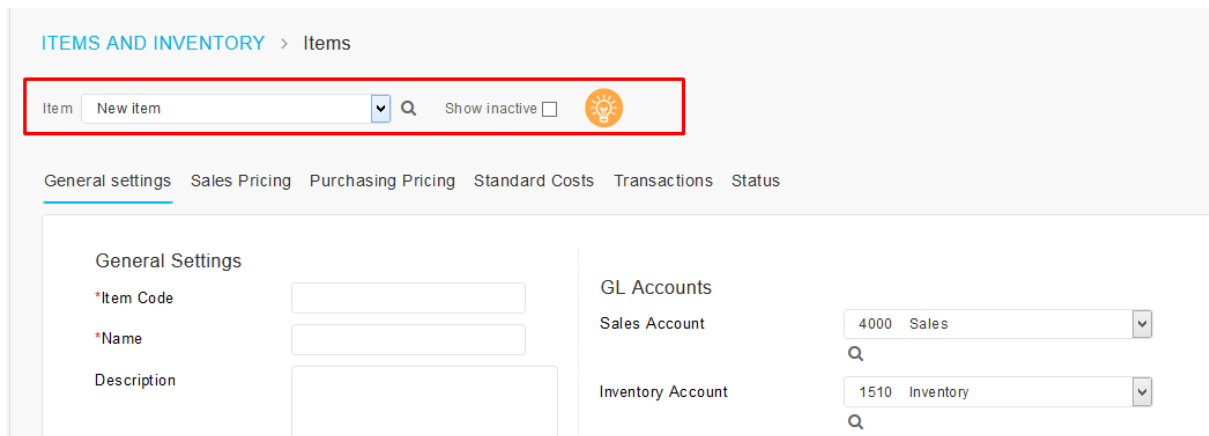 ITEMS AND INVENTORY > Items
Item New item Show inactive
General settings Sales Pricing Purchasing Pricing Standard Costs Transactions Status
General Settings
*Item Code
*Name
Description
GL Accounts
Sales Account 4000 Sales
Inventory Account 1510 Inventory